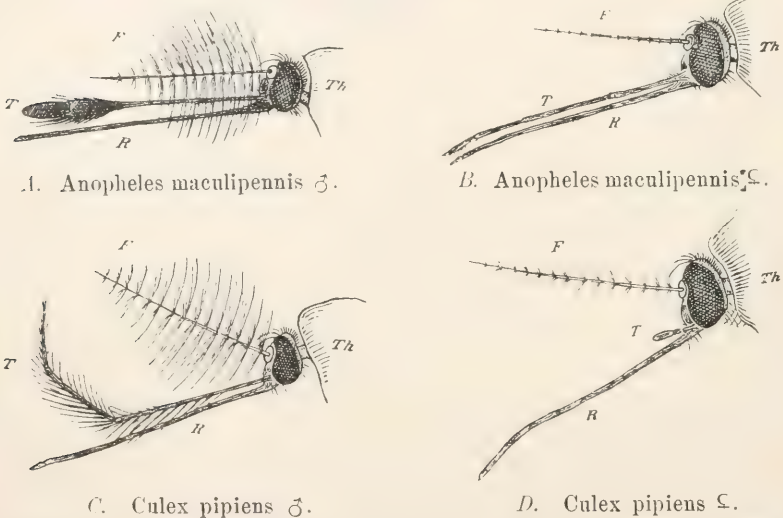 F
F
Th
T
Th
T
R
R
A. Anopheles maculipennis ♂.
B. Anopheles maculipennis ♀.
F
F
Th
T
Th
T
R
R
C. Culex pipiens ♂.
D. Culex pipiens ♀.